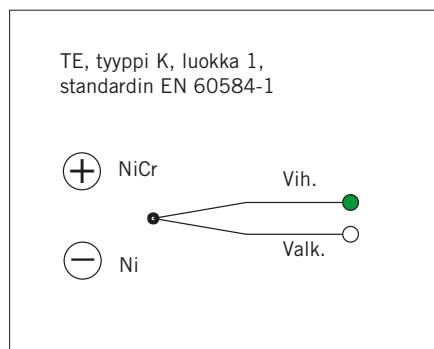 TE, tyyppi K, luokka 1,
standardin EN 60584-1
+ NiCr
Vih.
Valk.
− Ni